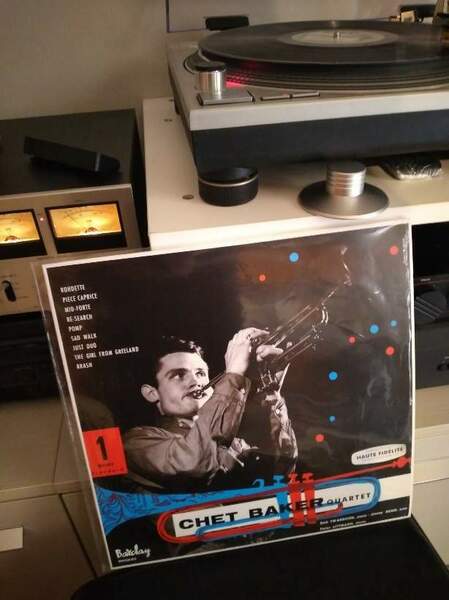 RONDETTE
PIECE CAPRICE
MID-FORTE
RE-SEARCH
POMP
SAD WALK
JUST DUO
THE GIRL FROM GREELAND
BRASH
1
HAUTE FIDELITE
CHET BAKER QUARTET
Barclay